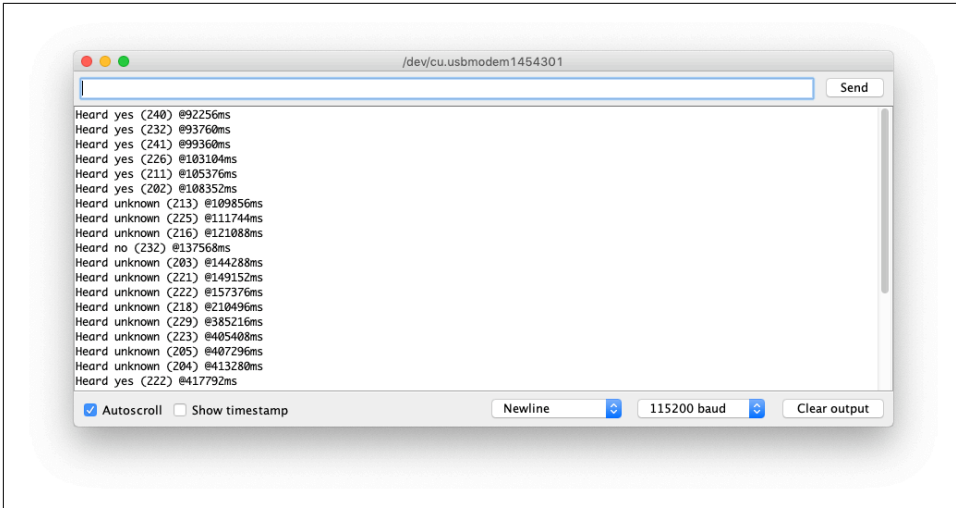 /dev/cu.usbmodem1454301
Send
Heard yes (240) @92256ms
Heard yes (232) @93760ms
Heard yes (241) @99360ms
Heard yes (226) @103104ms
Heard yes (211) @105376ms
Heard yes (202) @108352ms
Heard unknown (213) @109856ms
Heard unknown (225) @111744ms
Heard unknown (216) @121088ms
Heard no (232) @137568ms
Heard unknown (203) @144288ms
Heard unknown (221) @149152ms
Heard unknown (222) @157376ms
Heard unknown (218) @210496ms
Heard unknown (229) @385216ms
Heard unknown (223) @405408ms
Heard unknown (205) @407296ms
Heard unknown (204) @413280ms
Heard yes (222) @417792ms
Autoscroll Show timestamp Newline 115200 baud Clear output